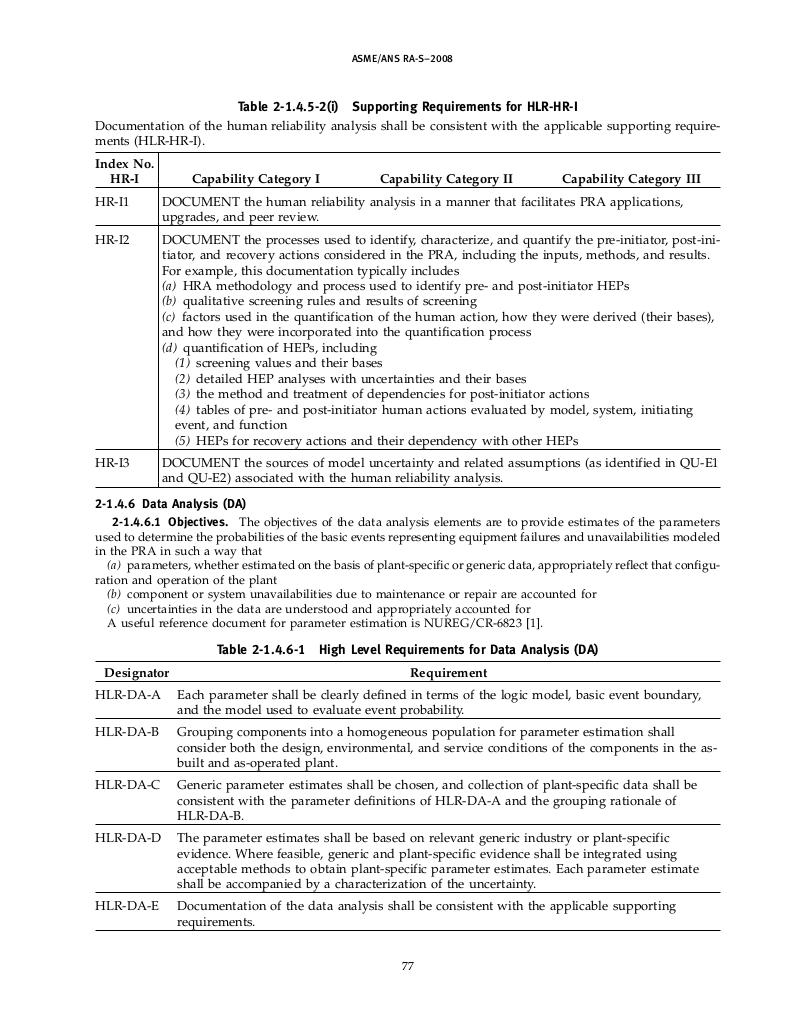 ASME/ANS RA-S–2008
Table 2-1.4.5-2(i) Supporting Requirements for HLR-HR-I
Documentation of the human reliability analysis shall be consistent with the applicable supporting require-
ments (HLR-HR-I).
Index No.
HR-I Capability Category I Capability Category II Capability Category III
HR-I1 DOCUMENT the human reliability analysis in a manner that facilitates PRA applications,
upgrades, and peer review.
HR-I2 DOCUMENT the processes used to identify, characterize, and quantify the pre-initiator, post-ini-
tiator, and recovery actions considered in the PRA, including the inputs, methods, and results.
For example, this documentation typically includes
(a) HRA methodology and process used to identify pre- and post-initiator HEPs
(b) qualitative screening rules and results of screening
(c) factors used in the quantification of the human action, how they were derived (their bases),
and how they were incorporated into the quantification process
(d) quantification of HEPs, including
(1) screening values and their bases
(2) detailed HEP analyses with uncertainties and their bases
(3) the method and treatment of dependencies for post-initiator actions
(4) tables of pre- and post-initiator human actions evaluated by model, system, initiating
event, and function
(5) HEPs for recovery actions and their dependency with other HEPs
HR-I3 DOCUMENT the sources of model uncertainty and related assumptions (as identified in QU-E1
and QU-E2) associated with the human reliability analysis.
2-1.4.6 Data Analysis (DA)
2-1.4.6.1 Objectives. The objectives of the data analysis elements are to provide estimates of the parameters
used to determine the probabilities of the basic events representing equipment failures and unavailabilities modeled
in the PRA in such a way that
(a) parameters, whether estimated on the basis of plant-specific or generic data, appropriately reflect that configu-
ration and operation of the plant
(b) component or system unavailabilities due to maintenance or repair are accounted for
(c) uncertainties in the data are understood and appropriately accounted for
A useful reference document for parameter estimation is NUREG/CR-6823 [1].
Table 2-1.4.6-1 High Level Requirements for Data Analysis (DA)
Designator Requirement
HLR-DA-A Each parameter shall be clearly defined in terms of the logic model, basic event boundary,
and the model used to evaluate event probability.
HLR-DA-B Grouping components into a homogeneous population for parameter estimation shall
consider both the design, environmental, and service conditions of the components in the as-
built and as-operated plant.
HLR-DA-C Generic parameter estimates shall be chosen, and collection of plant-specific data shall be
consistent with the parameter definitions of HLR-DA-A and the grouping rationale of
HLR-DA-B.
HLR-DA-D The parameter estimates shall be based on relevant generic industry or plant-specific
evidence. Where feasible, generic and plant-specific evidence shall be integrated using
acceptable methods to obtain plant-specific parameter estimates. Each parameter estimate
shall be accompanied by a characterization of the uncertainty.
HLR-DA-E Documentation of the data analysis shall be consistent with the applicable supporting
requirements.
77